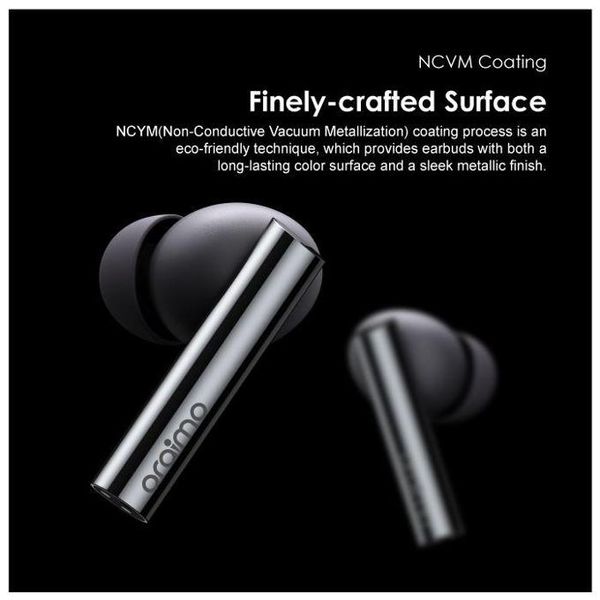 NCVM Coating
Finely-crafted Surface
NCYM(Non-Conductive Vacuum Metallization) coating process is an
eco-friendly technique, which provides earbuds with both a
long-lasting color surface and a sleek metallic finish.
oraimo